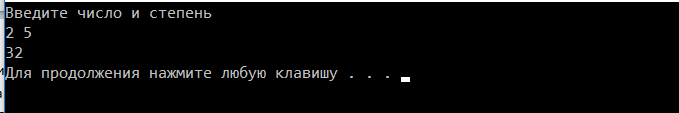 Введите число и степень
2 5
32
Для продолжения нажмите любую клавишу . . .